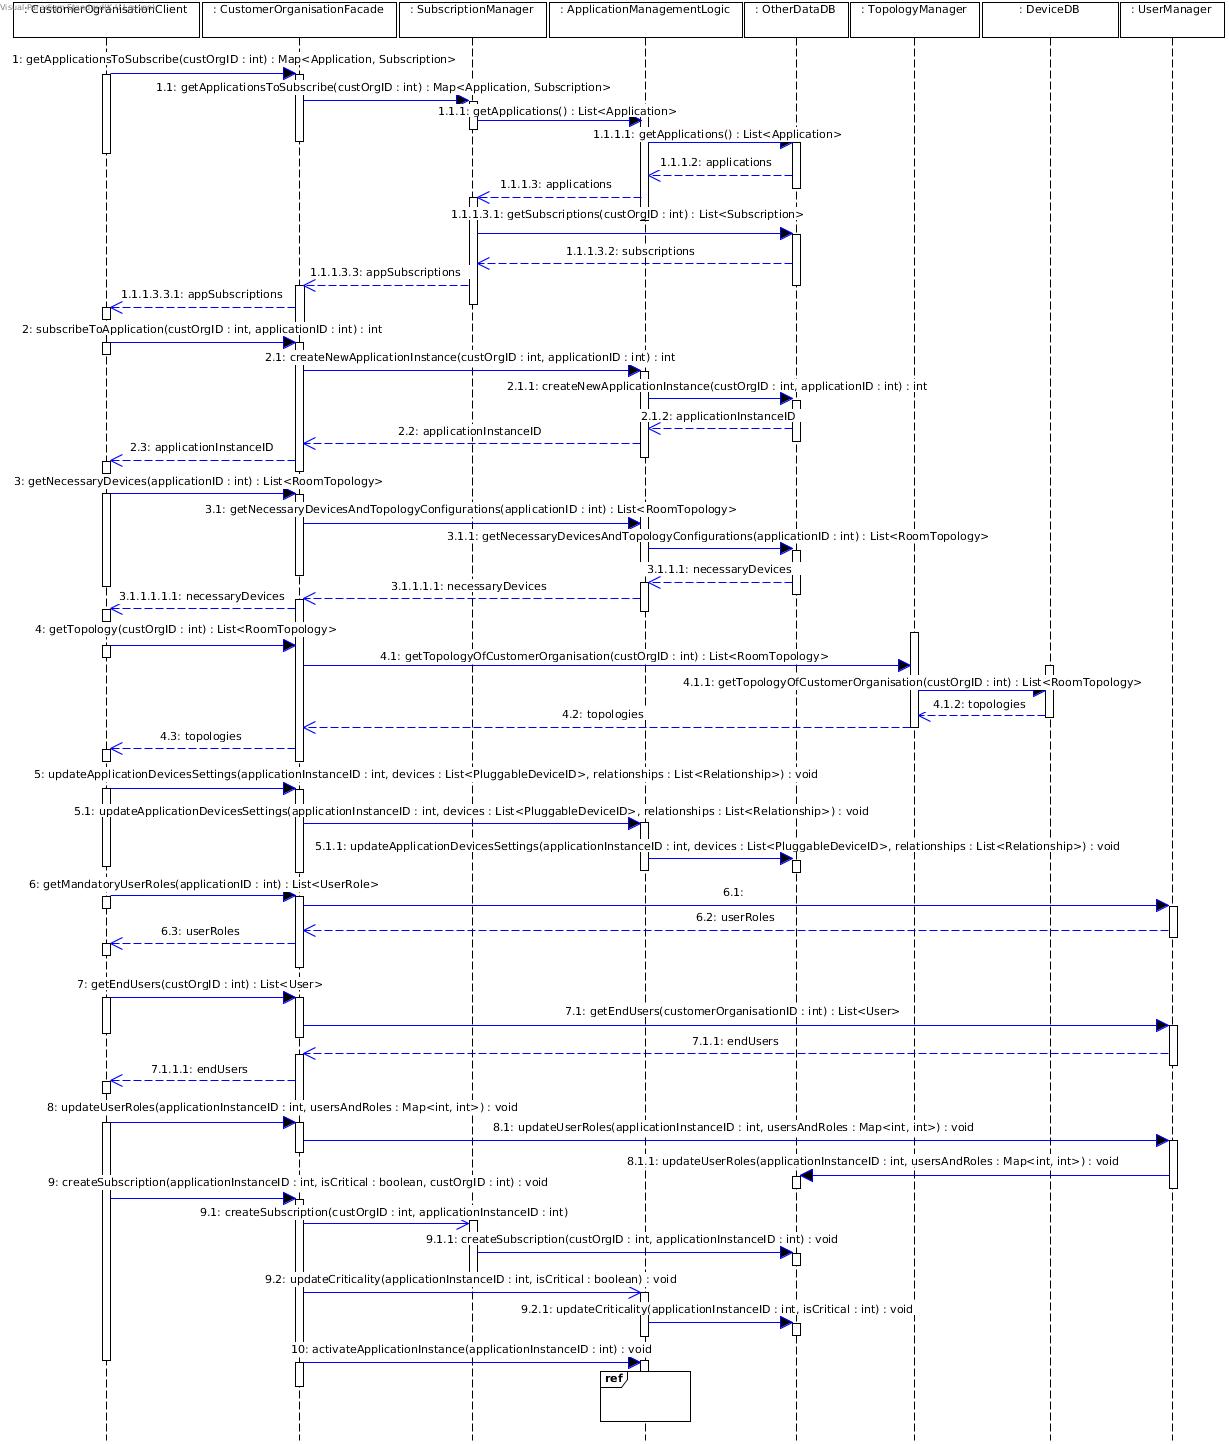 : CustomerOrganisationClient
: CustomerOrganisationFacade
: SubscriptionManager
: ApplicationManagementLogic
: OtherDataDB
: TopologyManager
: DeviceDB
: UserManager
1: getApplicationsToSubscribe(custOrgID : int) : Map<Application, Subscription>
1.1: getApplicationsToSubscribe(custOrgID : int) : Map<Application, Subscription>
1.1.1: getApplications() : List<Application>
1.1.1.1: getApplications() : List<Application>
1.1.1.2: applications
1.1.1.3: applications
1.1.1.3.1: getSubscriptions(custOrgID : int) : List<Subscription>
1.1.1.3.2: subscriptions
1.1.1.3.3: appSubscriptions
1.1.1.3.3.1: appSubscriptions
2: subscribeToApplication(custOrgID : int, applicationID : int) : int
2.1: createNewApplicationInstance(custOrgID : int, applicationID : int) : int
2.1.1: createNewApplicationInstance(custOrgID : int, applicationID : int) : int
2.1.2: applicationInstanceID
2.2: applicationInstanceID
2.3: applicationInstanceID
3: getNecessaryDevices(applicationID : int) : List<RoomTopology>
3.1: getNecessaryDevicesAndTopologyConfigurations(applicationID : int) : List<RoomTopology>
3.1.1: getNecessaryDevicesAndTopologyConfigurations(applicationID : int) : List<RoomTopology>
3.1.1.1: necessaryDevices
3.1.1.1.1: necessaryDevices
3.1.1.1.1.1: necessaryDevices
4: getTopology(custOrgID : int) : List<RoomTopology>
4.1: getTopologyOfCustomerOrganisation(custOrgID : int) : List<RoomTopology>
4.1.1: getTopologyOfCustomerOrganisation(custOrgID : int) : List<RoomTopology>
4.1.2: topologies
4.2: topologies
4.3: topologies
5: updateApplicationDevicesSettings(applicationInstanceID : int, devices : List<PluggableDeviceID>, relationships : List<Relationship>) : void
5.1: updateApplicationDevicesSettings(applicationInstanceID : int, devices : List<PluggableDeviceID>, relationships : List<Relationship>) : void
5.1.1: updateApplicationDevicesSettings(applicationInstanceID : int, devices : List<PluggableDeviceID>, relationships : List<Relationship>) : void
6: getMandatoryUserRoles(applicationID : int) : List<UserRole>
6.1:
6.2: userRoles
6.3: userRoles
7: getEndUsers(custOrgID : int) : List<User>
7.1: getEndUsers(customerOrganisationID : int) : List<User>
7.1.1: endUsers
7.1.1.1: endUsers
8: updateUserRoles(applicationInstanceID : int, usersAndRoles : Map<int, int>) : void
8.1: updateUserRoles(applicationInstanceID : int, usersAndRoles : Map<int, int>) : void
8.1.1: updateUserRoles(applicationInstanceID : int, usersAndRoles : Map<int, int>) : void
9: createSubscription(applicationInstanceID : int, isCritical : boolean, custOrgID : int) : void
9.1: createSubscription(custOrgID : int, applicationInstanceID : int)
9.1.1: createSubscription(custOrgID : int, applicationInstanceID : int) : void
9.2: updateCriticality(applicationInstanceID : int, isCritical : boolean) : void
9.2.1: updateCriticality(applicationInstanceID : int, isCritical : int) : void
10: activateApplicationInstance(applicationInstanceID : int) : void
ref